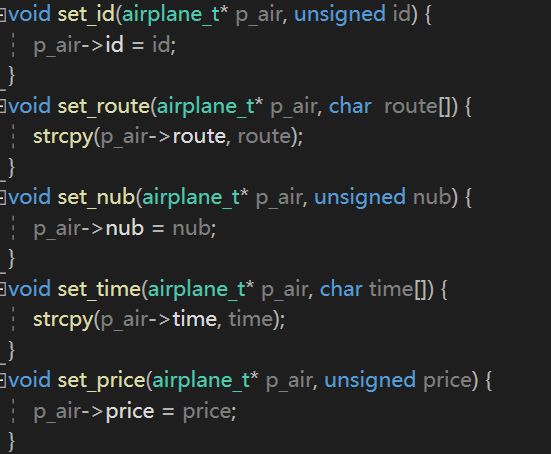 void set_id(airplane_t* p_air, unsigned id) {
p_air->id = id;
}
void set_route(airplane_t* p_air, char  route[]) {
strcpy(p_air->route, route);
}
void set_nub(airplane_t* p_air, unsigned nub) {
p_air->nub = nub;
}
void set_time(airplane_t* p_air, char time[]) {
strcpy(p_air->time, time);
}
void set_price(airplane_t* p_air, unsigned price) {
p_air->price = price;
}